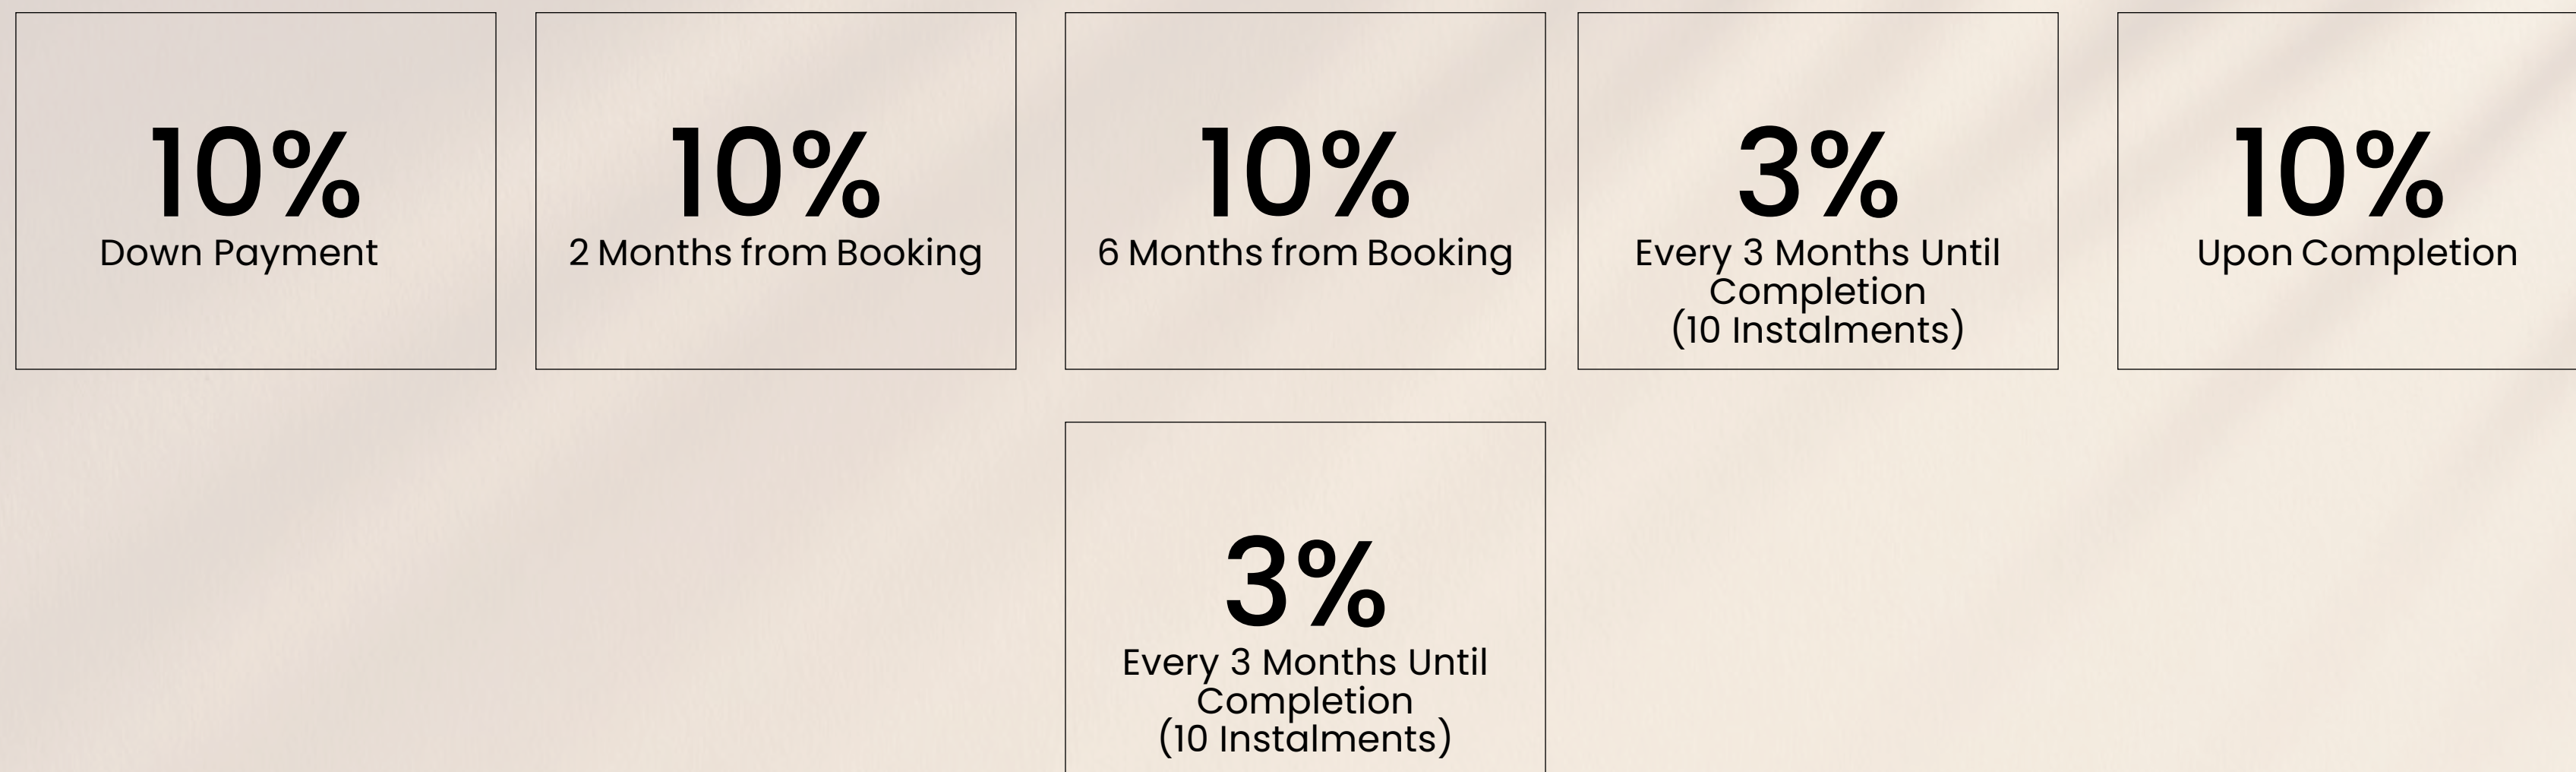 10%
Down Payment
10%
2 Months from Booking
10%
6 Months from Booking
3%
Every 3 Months Until
Completion
(10 Instalments)
10%
Upon Completion
3%
Every 3 Months Until
Completion
(10 Instalments)